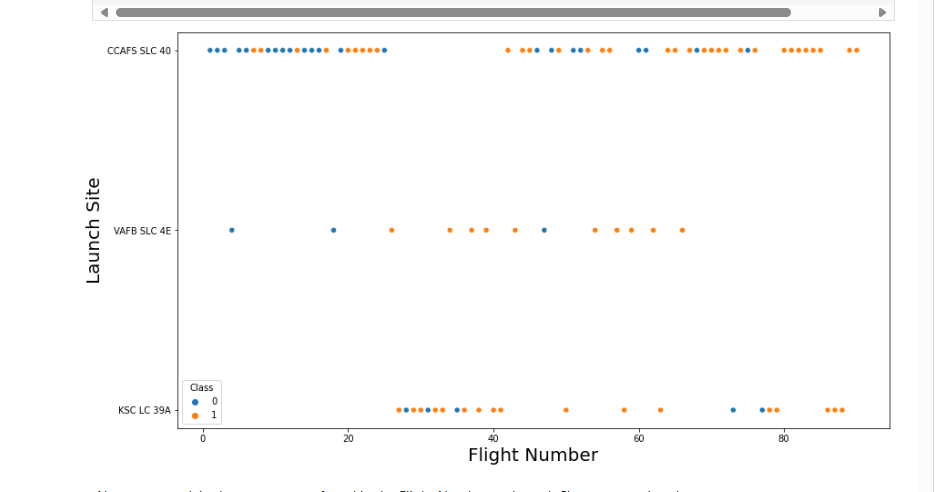 CCAFS SLC 40
VAFB SLC 4E
KSC LC 39A
Launch Site
Class
0
1
0 20 40 60 80
Flight Number